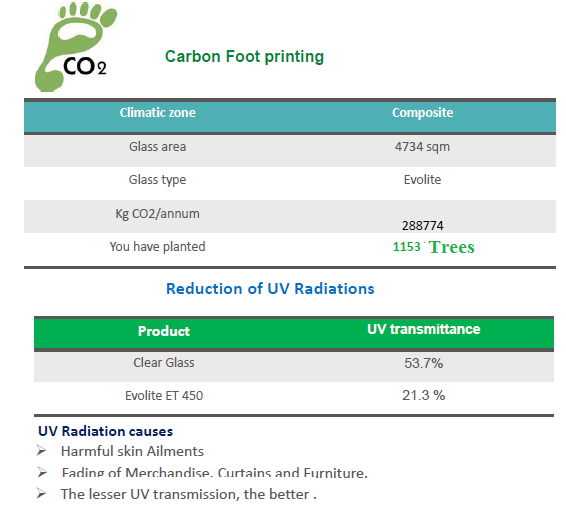 CO2
Carbon Foot printing
Climatic zone Composite
Glass area 4734 sqm
Glass type Evolite
Kg CO2/annum 288774
You have planted 1153 Trees
Reduction of UV Radiations
Product UV transmittance
Clear Glass 53.7%
Evolite ET 450 21.3 %
UV Radiation causes
Harmful skin Ailments
Fading of Merchandise, Curtains and Furniture.
The lesser UV transmission, the better .